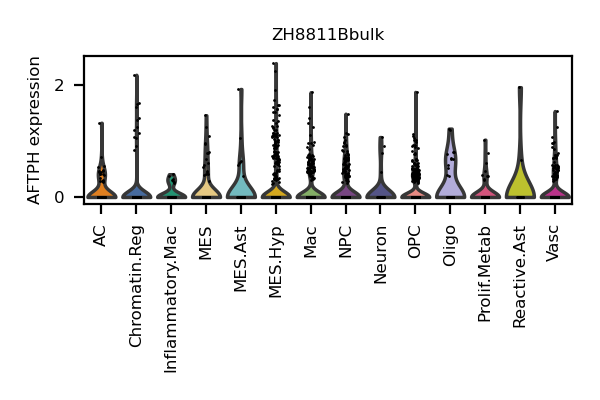 ZH8811Bbulk
AFTPH expression
2
0
AC
Chromatin.Reg
Inflammatory.Mac
MES
MES.Ast
MES.Hyp
Mac
NPC
Neuron
OPC
Oligo
Prolif.Metab
Reactive.Ast
Vasc